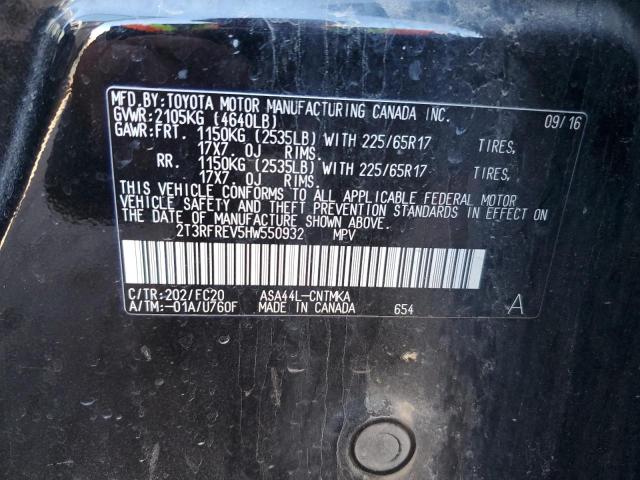 MFD.BY:TOYOTA MOTOR MANUFACTURING CANADA INC. 09/16
GVWR:2105KG (4640LB)
GAWR:FRT. 1150KG (2535LB) WITH 225/65R17 TIRES,
17X7.0J RIMS.
RR. 1150KG (2535LB) WITH 225/65R17 TIRES,
17X7.0J RIMS.
THIS VEHICLE CONFORMS TO ALL APPLICABLE FEDERAL MOTOR
VEHICLE SAFETY AND THEFT PREVENTION STANDARDS IN EFFECT ON
THE DATE OF MANUFACTURE SHOWN ABOVE.
2T3RFREV5HW550932 MPV
C/TR:202/FC20 ASA44L-CNTMKA
A/TM:-01A/U760F MADE IN CANADA 654 A